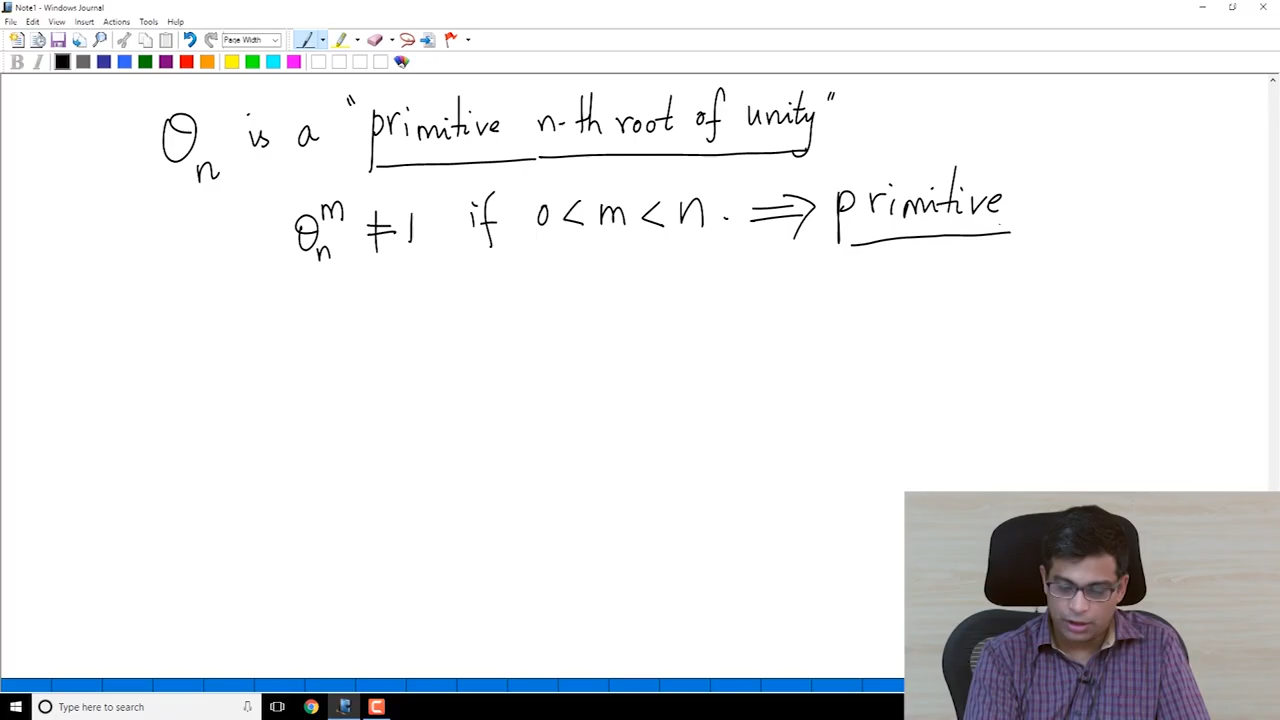 Note1 - Windows Journal
File Edit View Insert Actions Tools Help
Page Width
B I
θn is a "primitive n-th root of unity"
θn^m ≠ 1 if 0 < m < n. ⟹ primitive
Type here to search